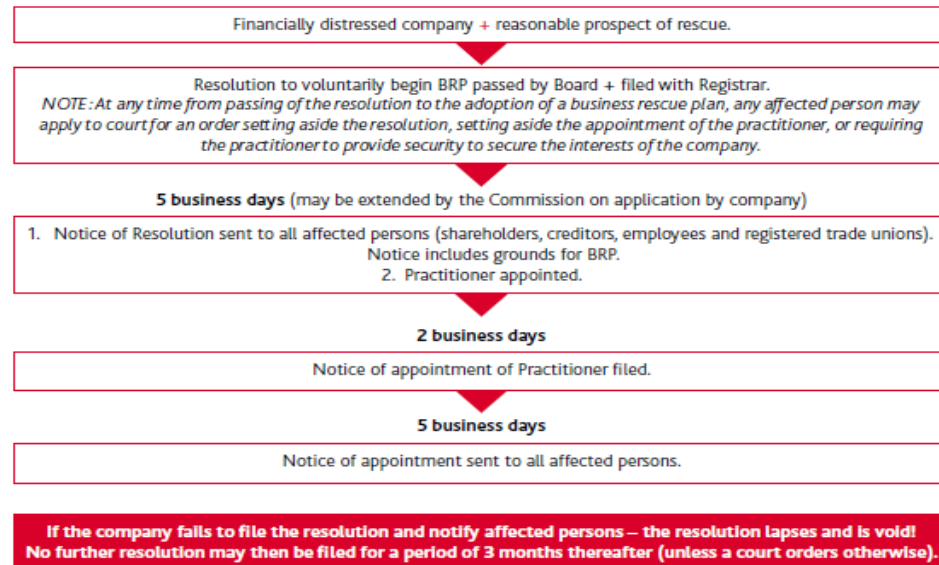 Financially distressed company + reasonable prospect of rescue.
Resolution to voluntarily begin BRP passed by Board + filed with Registrar.
NOTE: At any time from passing of the resolution to the adoption of a business rescue plan, any affected person may
apply to court for an order setting aside the resolution, setting aside the appointment of the practitioner, or requiring
the practitioner to provide security to secure the interests of the company.
5 business days (may be extended by the Commission on application by company)
1. Notice of Resolution sent to all affected persons (shareholders, creditors, employees and registered trade unions).
Notice includes grounds for BRP.
2. Practitioner appointed.
2 business days
Notice of appointment of Practitioner filed.
5 business days
Notice of appointment sent to all affected persons.
If the company fails to file the resolution and notify affected persons – the resolution lapses and is void!
No further resolution may then be filed for a period of 3 months thereafter (unless a court orders otherwise).